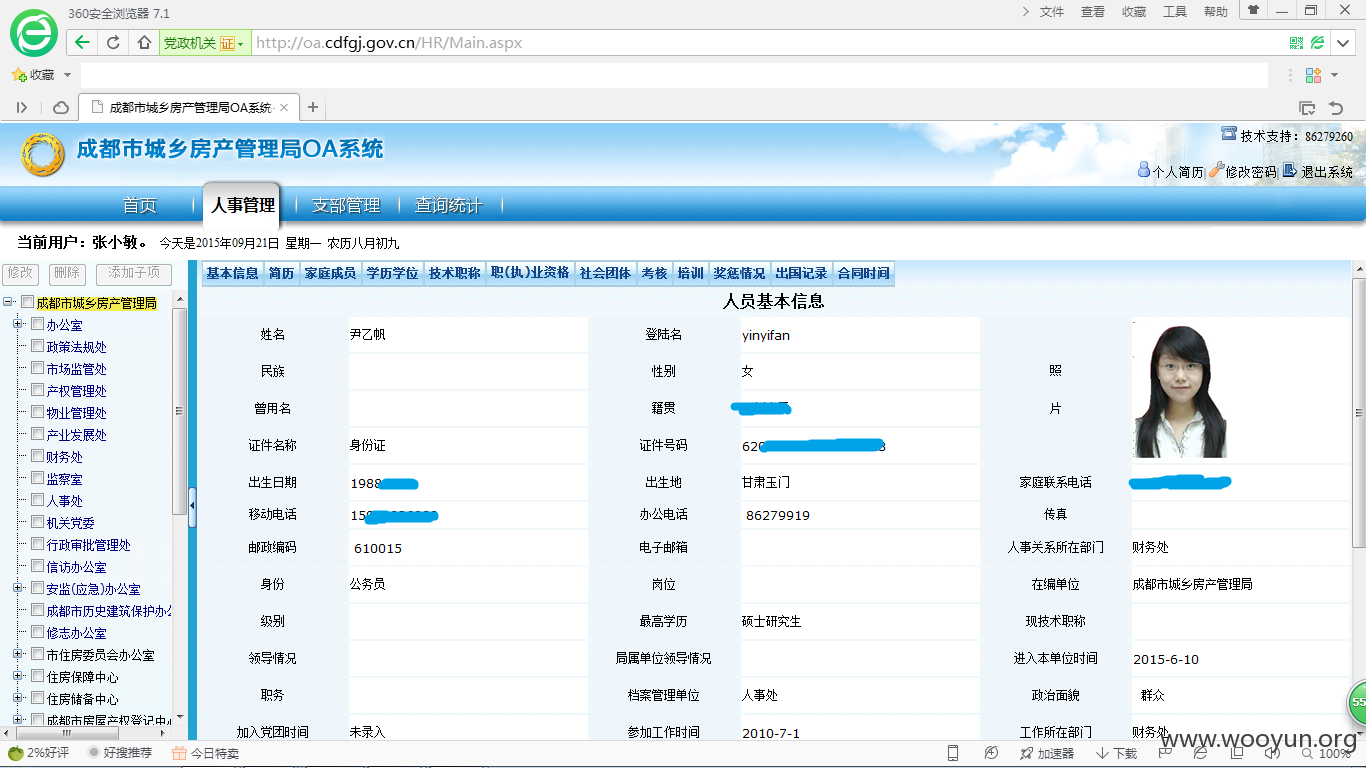 360安全浏览器 7.1
文件 查看 收藏 工具 帮助
党政机关 证 http://oa.cdfgj.gov.cn/HR/Main.aspx
收藏
成都市城乡房产管理局OA系统
成都市城乡房产管理局OA系统
技术支持：86279260
个人简历| 修改密码| 退出系统
首页 人事管理 支部管理 查询统计
当前用户：张小敏。 今天是2015年09月21日 星期一 农历八月初九
修改 删除 添加子项
成都市城乡房产管理局
办公室
政策法规处
市场监管处
产权管理处
物业管理处
产业发展处
财务处
监察室
人事处
机关党委
行政审批管理处
信访办公室
安监(应急)办公室
成都市历史建筑保护办
修志办公室
市住房委员会办公室
住房保障中心
住房储备中心
成都市房屋产权登记中心
基本信息 简历 家庭成员 学历学位 技术职称 职(执)业资格 社会团体 考核 培训 奖惩情况 出国记录 合同时间
人员基本信息
姓名 尹乙帆 登陆名 yinyifan
民族 性别 女 照
曾用名 籍贯 片
证件名称 身份证 证件号码 62
出生日期 1988 出生地 甘肃玉门 家庭联系电话
移动电话 15 办公电话 86279919 传真
邮政编码 610015 电子邮箱 人事关系所在部门 财务处
身份 公务员 岗位 在编单位 成都市城乡房产管理局
级别 最高学历 硕士研究生 现技术职称
领导情况 局属单位领导情况 进入本单位时间 2015-6-10
职务 档案管理单位 人事处 政治面貌 群众
加入党团时间 未录入 参加工作时间 2010-7-1 工作所在部门 财务处
55
www.wooyun.org
2%好评 好搜推荐 今日特卖 加速器 下载 100%